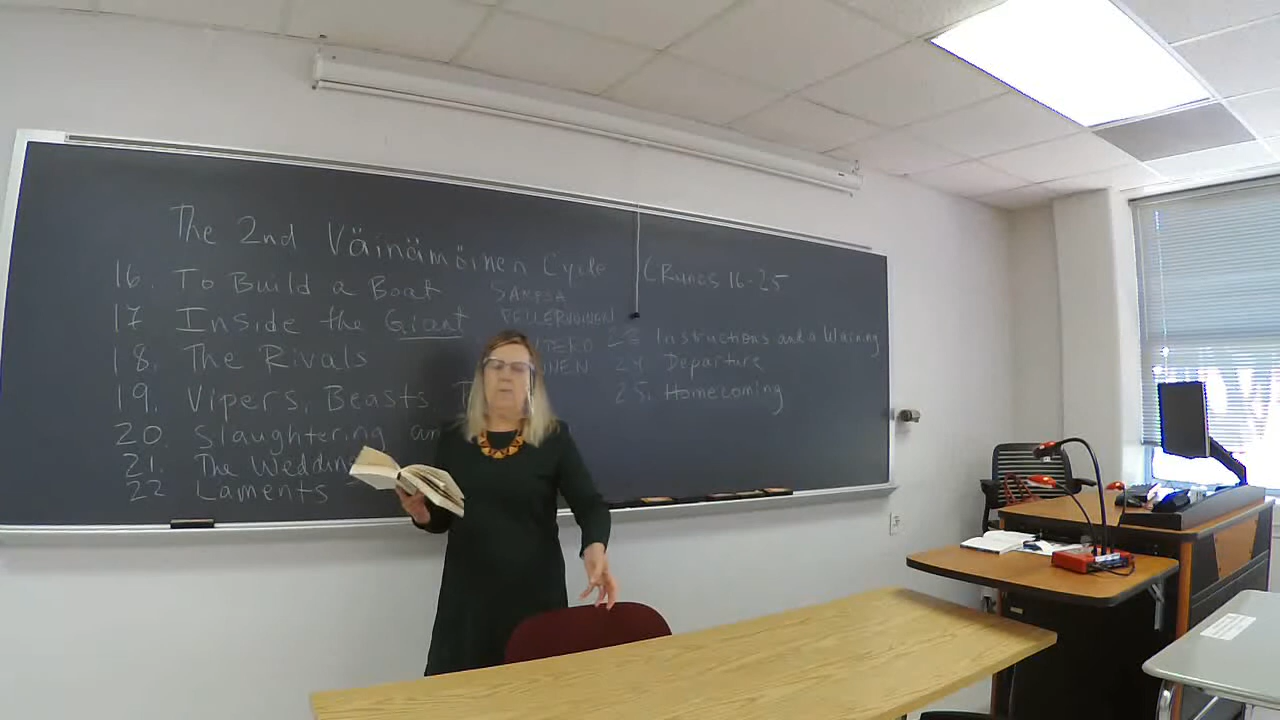 The 2nd Väinämöinen Cycle (Runes 16-25
16. To Build a Boat
SAMPSA
17 Inside the Giant
PELLERVOINEN
18. The Rivals
19. Vipers, Beasts
20. Slaughtering an
21. The Wedding
22 Laments
23 Instructions and a Warning
24 Departure
25. Homecoming